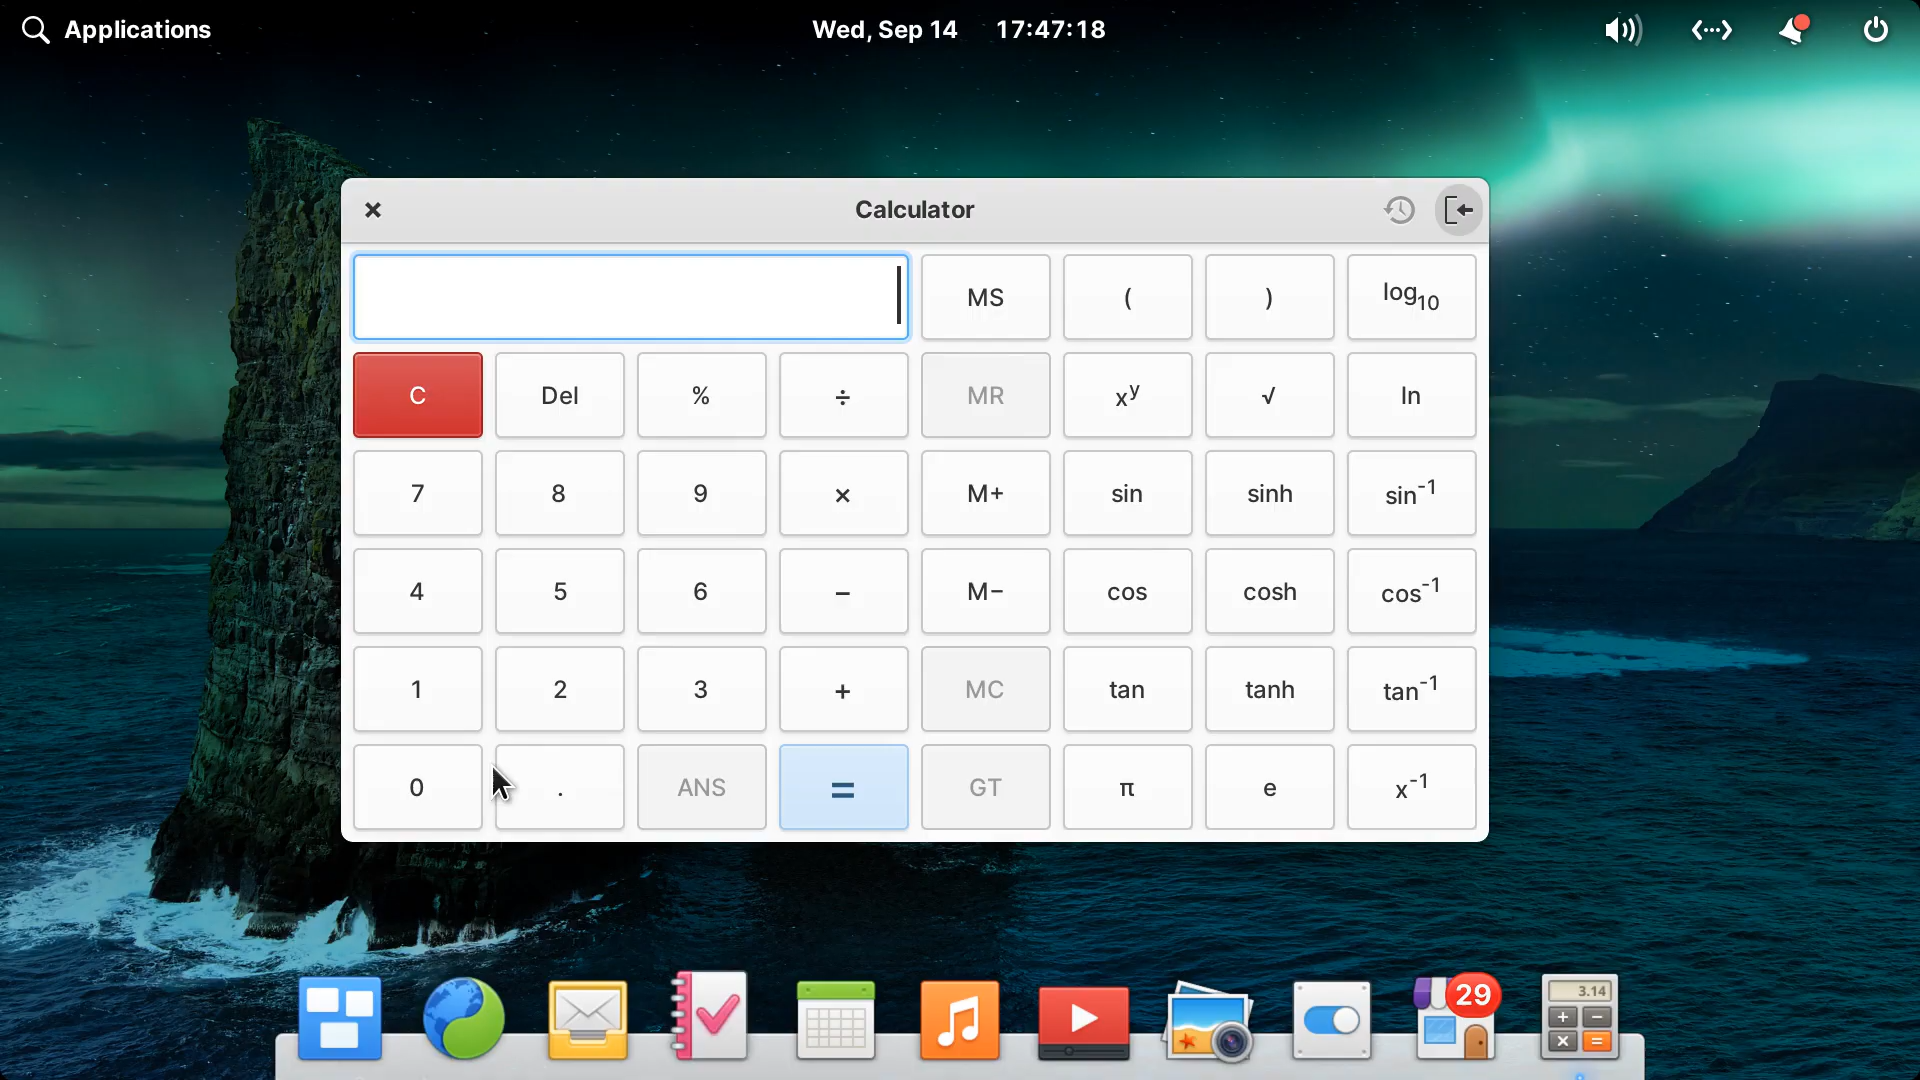 Applications Wed, Sep 14 17:47:18
Calculator
MS ( ) log10
C Del % ÷ MR xy √ ln
7 8 9 × M+ sin sinh sin-1
4 5 6 − M− cos cosh cos-1
1 2 3 + MC tan tanh tan-1
0 . ANS = GT π e x-1
29
3.14
+ −
× =